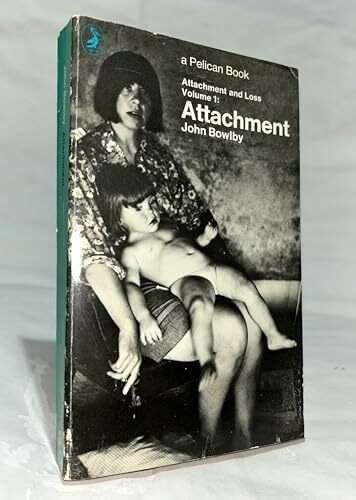 a Pelican Book
Attachment and Loss
Volume 1:
Attachment
John Bowlby